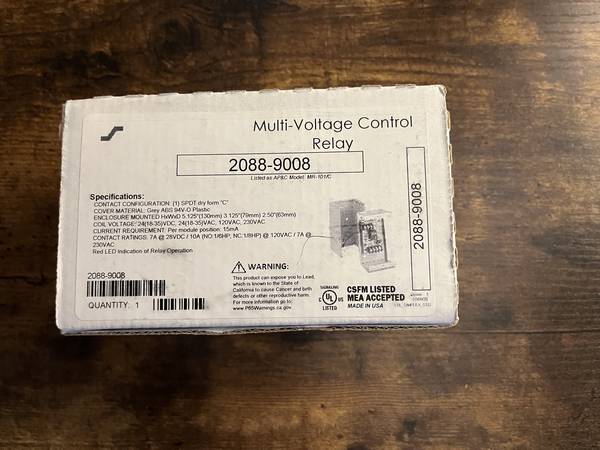 Multi-Voltage Control
Relay
2088-9008
Listed as AP&C Model: MR-101/C
Specifications:
CONTACT CONFIGURATION: (1) SPDT dry form "C"
COVER MATERIAL: Grey ABS 94V-O Plastic
ENCLOSURE MOUNTED HxWxD 5.125"(130mm) 3.125"(79mm) 2.50"(63mm)
COIL VOLTAGE: 24(18-35)VDC, 24(18-35)VAC, 120VAC, 230VAC
CURRENT REQUIREMENT: Per module position: 15mA
CONTACT RATINGS: 7A @ 28VDC / 10A (NO:1/6HP, NC:1/8HP) @ 120VAC / 7A @
230VAC
Red LED Indication of Relay Operation
2088-9008
2088-9008
QUANTITY: 1
WARNING:
This product can expose you to Lead,
which is known to the State of
California to cause Cancer and birth
defects or other reproductive harm.
For more information go to:
www.P65Warnings.ca.gov
SIGNALING
C UL US
LISTED
CSFM LISTED
MEA ACCEPTED
MADE IN USA